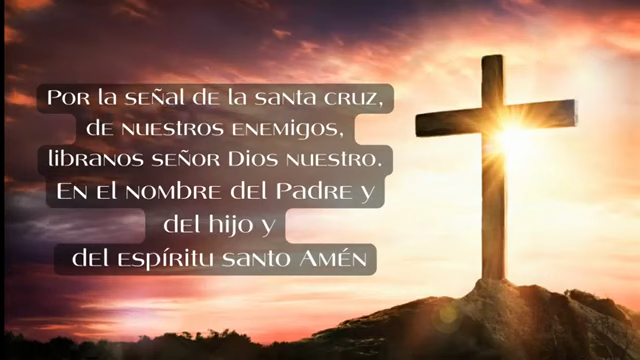 Por la señal de la santa cruz,
de nuestros enemigos,
libranos señor Dios nuestro.
En el nombre del Padre y
del hijo y
del espíritu santo Amén